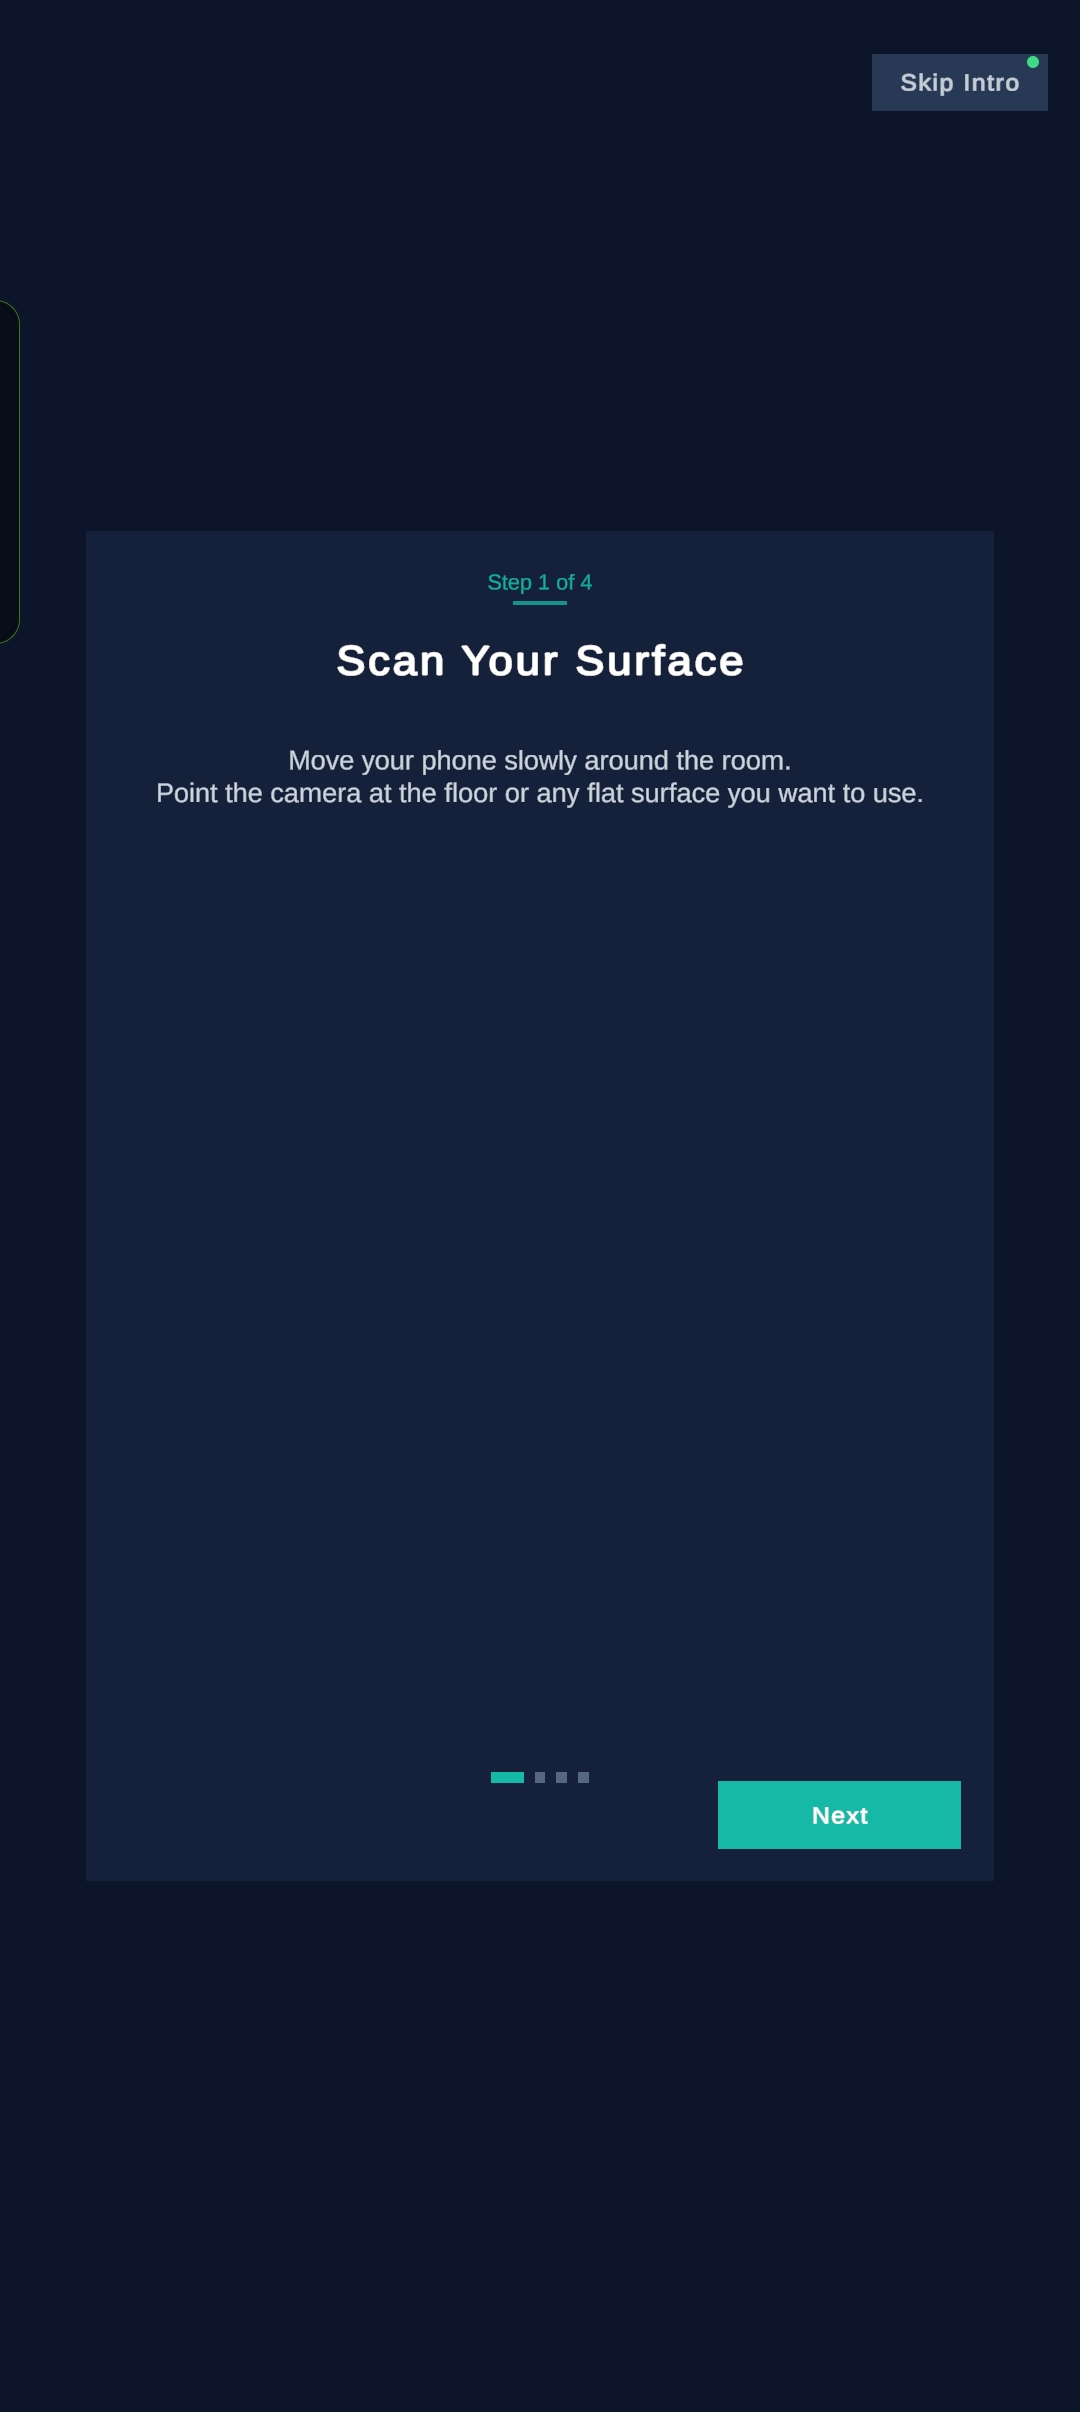 Skip Intro
Step 1 of 4
Scan Your Surface
Move your phone slowly around the room.
Point the camera at the floor or any flat surface you want to use.
Next